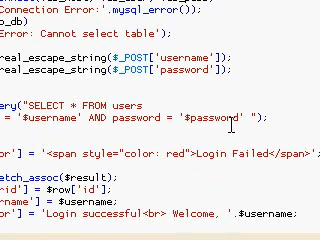 Connection Error:'.mysql_error());
o_db)
Error: Cannot select table');
real_escape_string($_POST['username']);
real_escape_string($_POST['password']);
ery("SELECT * FROM users
= '$username' AND password = '$password' ");
or'] = '<span style="color: red">Login Failed</span>';
etch_assoc($result);
rid'] = $row['id'];
rname'] = $username;
or'] = 'Login successful<br> Welcome, '.$username;